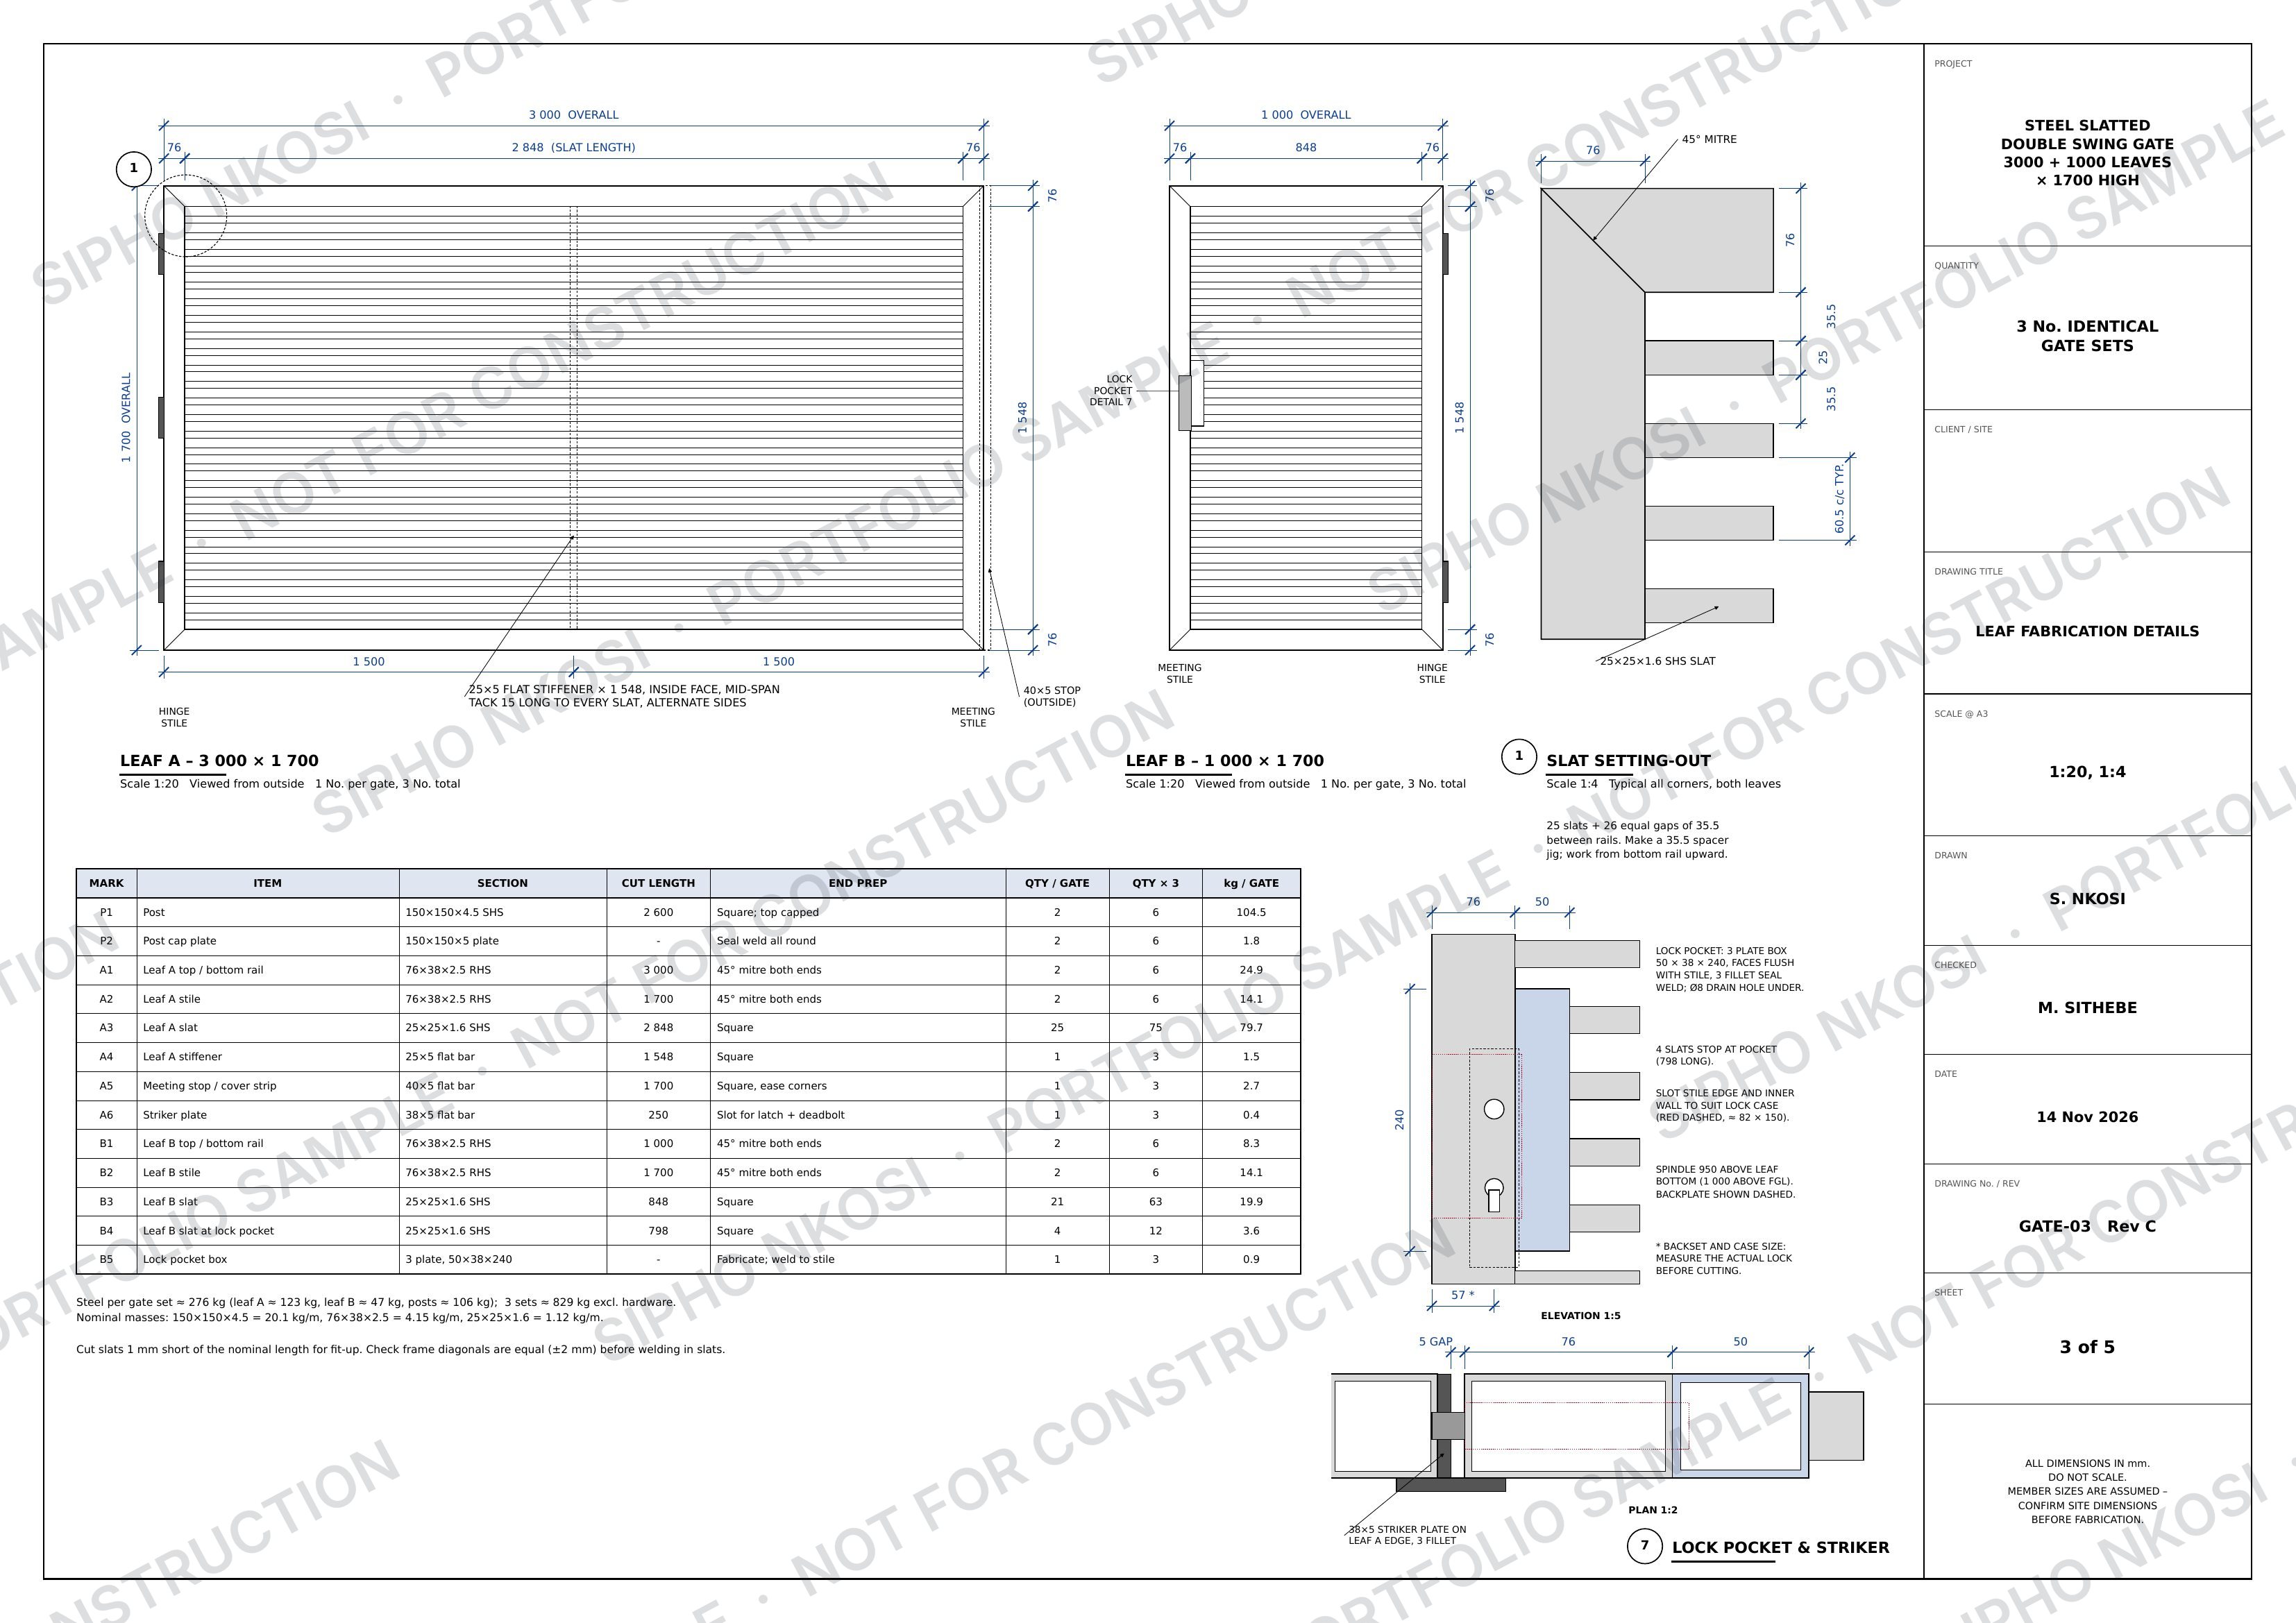 3 000 OVERALL
76
2 848 (SLAT LENGTH)
76
1
1 700 OVERALL
76
1 548
76
1 500
1 500
25×5 FLAT STIFFENER × 1 548, INSIDE FACE, MID-SPAN
TACK 15 LONG TO EVERY SLAT, ALTERNATE SIDES
40×5 STOP
(OUTSIDE)
HINGE
STILE
MEETING
STILE
LEAF A – 3 000 × 1 700
Scale 1:20 Viewed from outside 1 No. per gate, 3 No. total
1 000 OVERALL
76
848
76
76
1 548
76
LOCK
POCKET
DETAIL 7
MEETING
STILE
HINGE
STILE
LEAF B – 1 000 × 1 700
Scale 1:20 Viewed from outside 1 No. per gate, 3 No. total
45° MITRE
76
76
35.5
25
35.5
60.5 c/c TYP.
25×25×1.6 SHS SLAT
1
SLAT SETTING-OUT
Scale 1:4 Typical all corners, both leaves
25 slats + 26 equal gaps of 35.5
between rails. Make a 35.5 spacer
jig; work from bottom rail upward.
MARK ITEM SECTION CUT LENGTH END PREP QTY / GATE QTY × 3 kg / GATE
P1 Post 150×150×4.5 SHS 2 600 Square; top capped 2 6 104.5
P2 Post cap plate 150×150×5 plate - Seal weld all round 2 6 1.8
A1 Leaf A top / bottom rail 76×38×2.5 RHS 3 000 45° mitre both ends 2 6 24.9
A2 Leaf A stile 76×38×2.5 RHS 1 700 45° mitre both ends 2 6 14.1
A3 Leaf A slat 25×25×1.6 SHS 2 848 Square 25 75 79.7
A4 Leaf A stiffener 25×5 flat bar 1 548 Square 1 3 1.5
A5 Meeting stop / cover strip 40×5 flat bar 1 700 Square, ease corners 1 3 2.7
A6 Striker plate 38×5 flat bar 250 Slot for latch + deadbolt 1 3 0.4
B1 Leaf B top / bottom rail 76×38×2.5 RHS 1 000 45° mitre both ends 2 6 8.3
B2 Leaf B stile 76×38×2.5 RHS 1 700 45° mitre both ends 2 6 14.1
B3 Leaf B slat 25×25×1.6 SHS 848 Square 21 63 19.9
B4 Leaf B slat at lock pocket 25×25×1.6 SHS 798 Square 4 12 3.6
B5 Lock pocket box 3 plate, 50×38×240 - Fabricate; weld to stile 1 3 0.9
Steel per gate set ≈ 276 kg (leaf A ≈ 123 kg, leaf B ≈ 47 kg, posts ≈ 106 kg); 3 sets ≈ 829 kg excl. hardware.
Nominal masses: 150×150×4.5 = 20.1 kg/m, 76×38×2.5 = 4.15 kg/m, 25×25×1.6 = 1.12 kg/m.
Cut slats 1 mm short of the nominal length for fit-up. Check frame diagonals are equal (±2 mm) before welding in slats.
76
50
240
57 *
LOCK POCKET: 3 PLATE BOX
50 × 38 × 240, FACES FLUSH
WITH STILE, 3 FILLET SEAL
WELD; Ø8 DRAIN HOLE UNDER.
4 SLATS STOP AT POCKET
(798 LONG).
SLOT STILE EDGE AND INNER
WALL TO SUIT LOCK CASE
(RED DASHED, ≈ 82 × 150).
SPINDLE 950 ABOVE LEAF
BOTTOM (1 000 ABOVE FGL).
BACKPLATE SHOWN DASHED.
* BACKSET AND CASE SIZE:
MEASURE THE ACTUAL LOCK
BEFORE CUTTING.
ELEVATION 1:5
5 GAP
76
50
38×5 STRIKER PLATE ON
LEAF A EDGE, 3 FILLET
PLAN 1:2
7
LOCK POCKET & STRIKER
PROJECT
STEEL SLATTED
DOUBLE SWING GATE
3000 + 1000 LEAVES
× 1700 HIGH
QUANTITY
3 No. IDENTICAL
GATE SETS
CLIENT / SITE
DRAWING TITLE
LEAF FABRICATION DETAILS
SCALE @ A3
1:20, 1:4
DRAWN
S. NKOSI
CHECKED
M. SITHEBE
DATE
14 Nov 2026
DRAWING No. / REV
GATE-03 Rev C
SHEET
3 of 5
ALL DIMENSIONS IN mm.
DO NOT SCALE.
MEMBER SIZES ARE ASSUMED –
CONFIRM SITE DIMENSIONS
BEFORE FABRICATION.
SIPHO NKOSI · PORTFOLIO SAMPLE · NOT FOR CONSTRUCTION